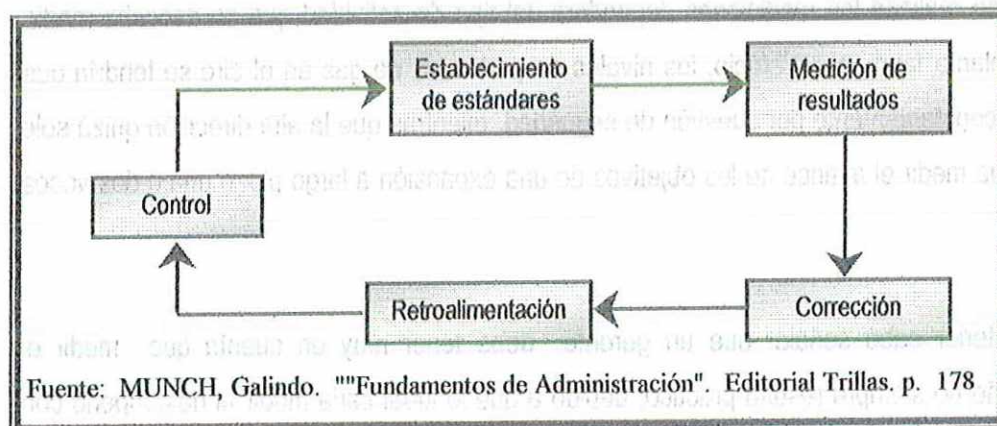 Establecimiento
de estándares
Medición de
resultados
Control
Retroalimentación
Corrección
Fuente: MUNCH, Galindo. ""Fundamentos de Administración". Editorial Trillas. p. 178